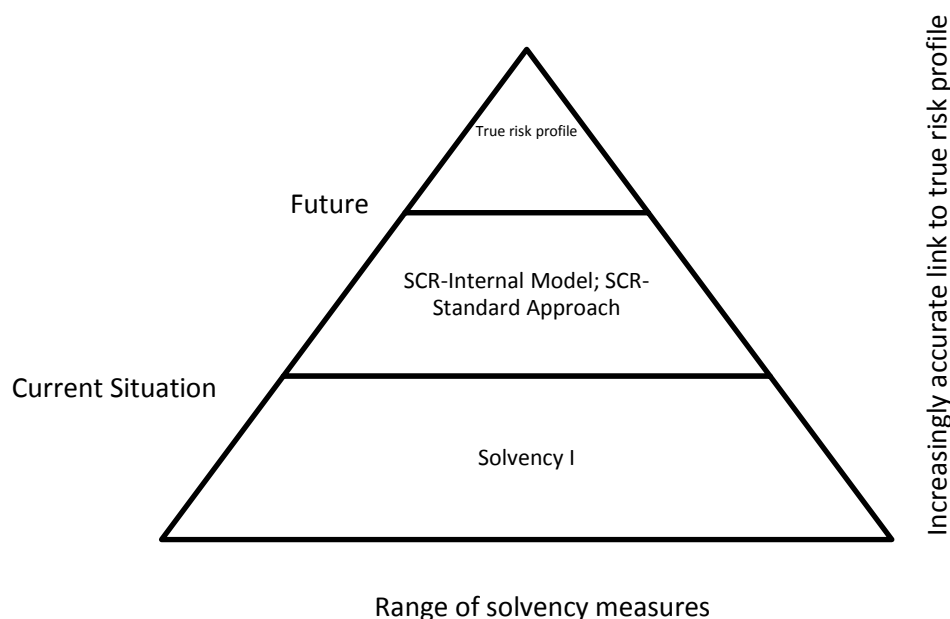 True risk profile
Future
SCR-Internal Model; SCR-
Standard Approach
Current Situation
Solvency I
Range of solvency measures
Increasingly accurate link to true risk profile